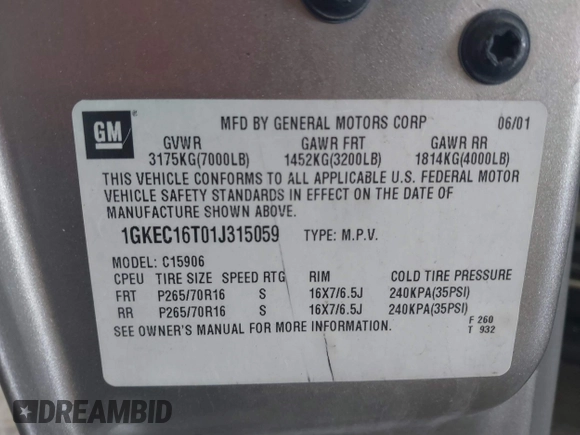 GM
MFD BY GENERAL MOTORS CORP 06/01
GVWR GAWR FRT GAWR RR
3175KG(7000LB) 1452KG(3200LB) 1814KG(4000LB)
THIS VEHICLE CONFORMS TO ALL APPLICABLE U.S. FEDERAL MOTOR
VEHICLE SAFETY STANDARDS IN EFFECT ON THE DATE OF
MANUFACTURE SHOWN ABOVE.
1GKEC16T01J315059 TYPE: M.P.V.
MODEL: C15906
CPEU TIRE SIZE SPEED RTG RIM COLD TIRE PRESSURE
FRT P265/70R16 S 16X7/6.5J 240KPA(35PSI)
RR P265/70R16 S 16X7/6.5J 240KPA(35PSI)
SEE OWNER'S MANUAL FOR MORE INFORMATION. F 260
T 932
DREAMBID